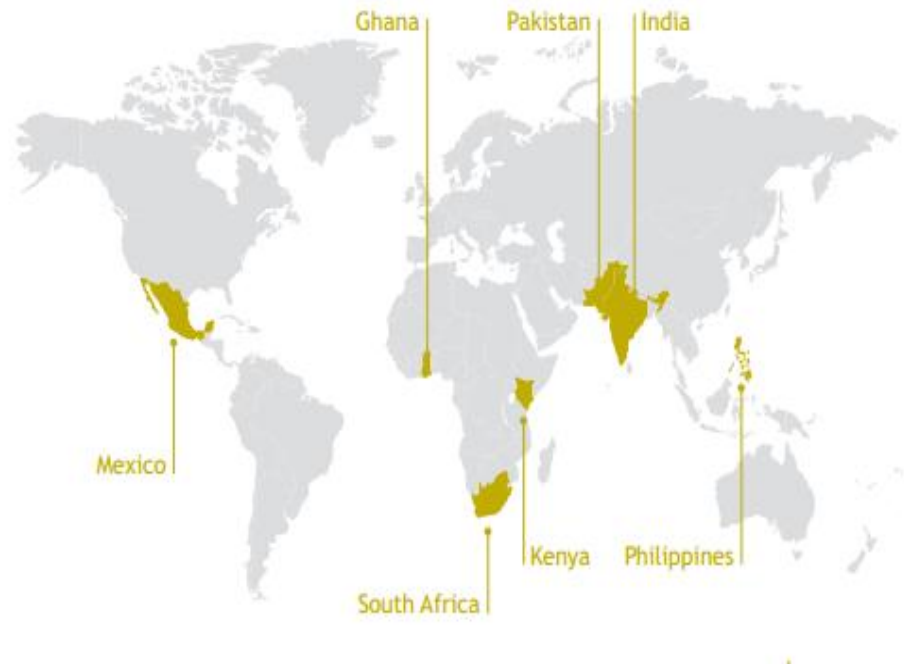 Ghana
Pakistan
India
Mexico
Kenya
Philippines
South Africa